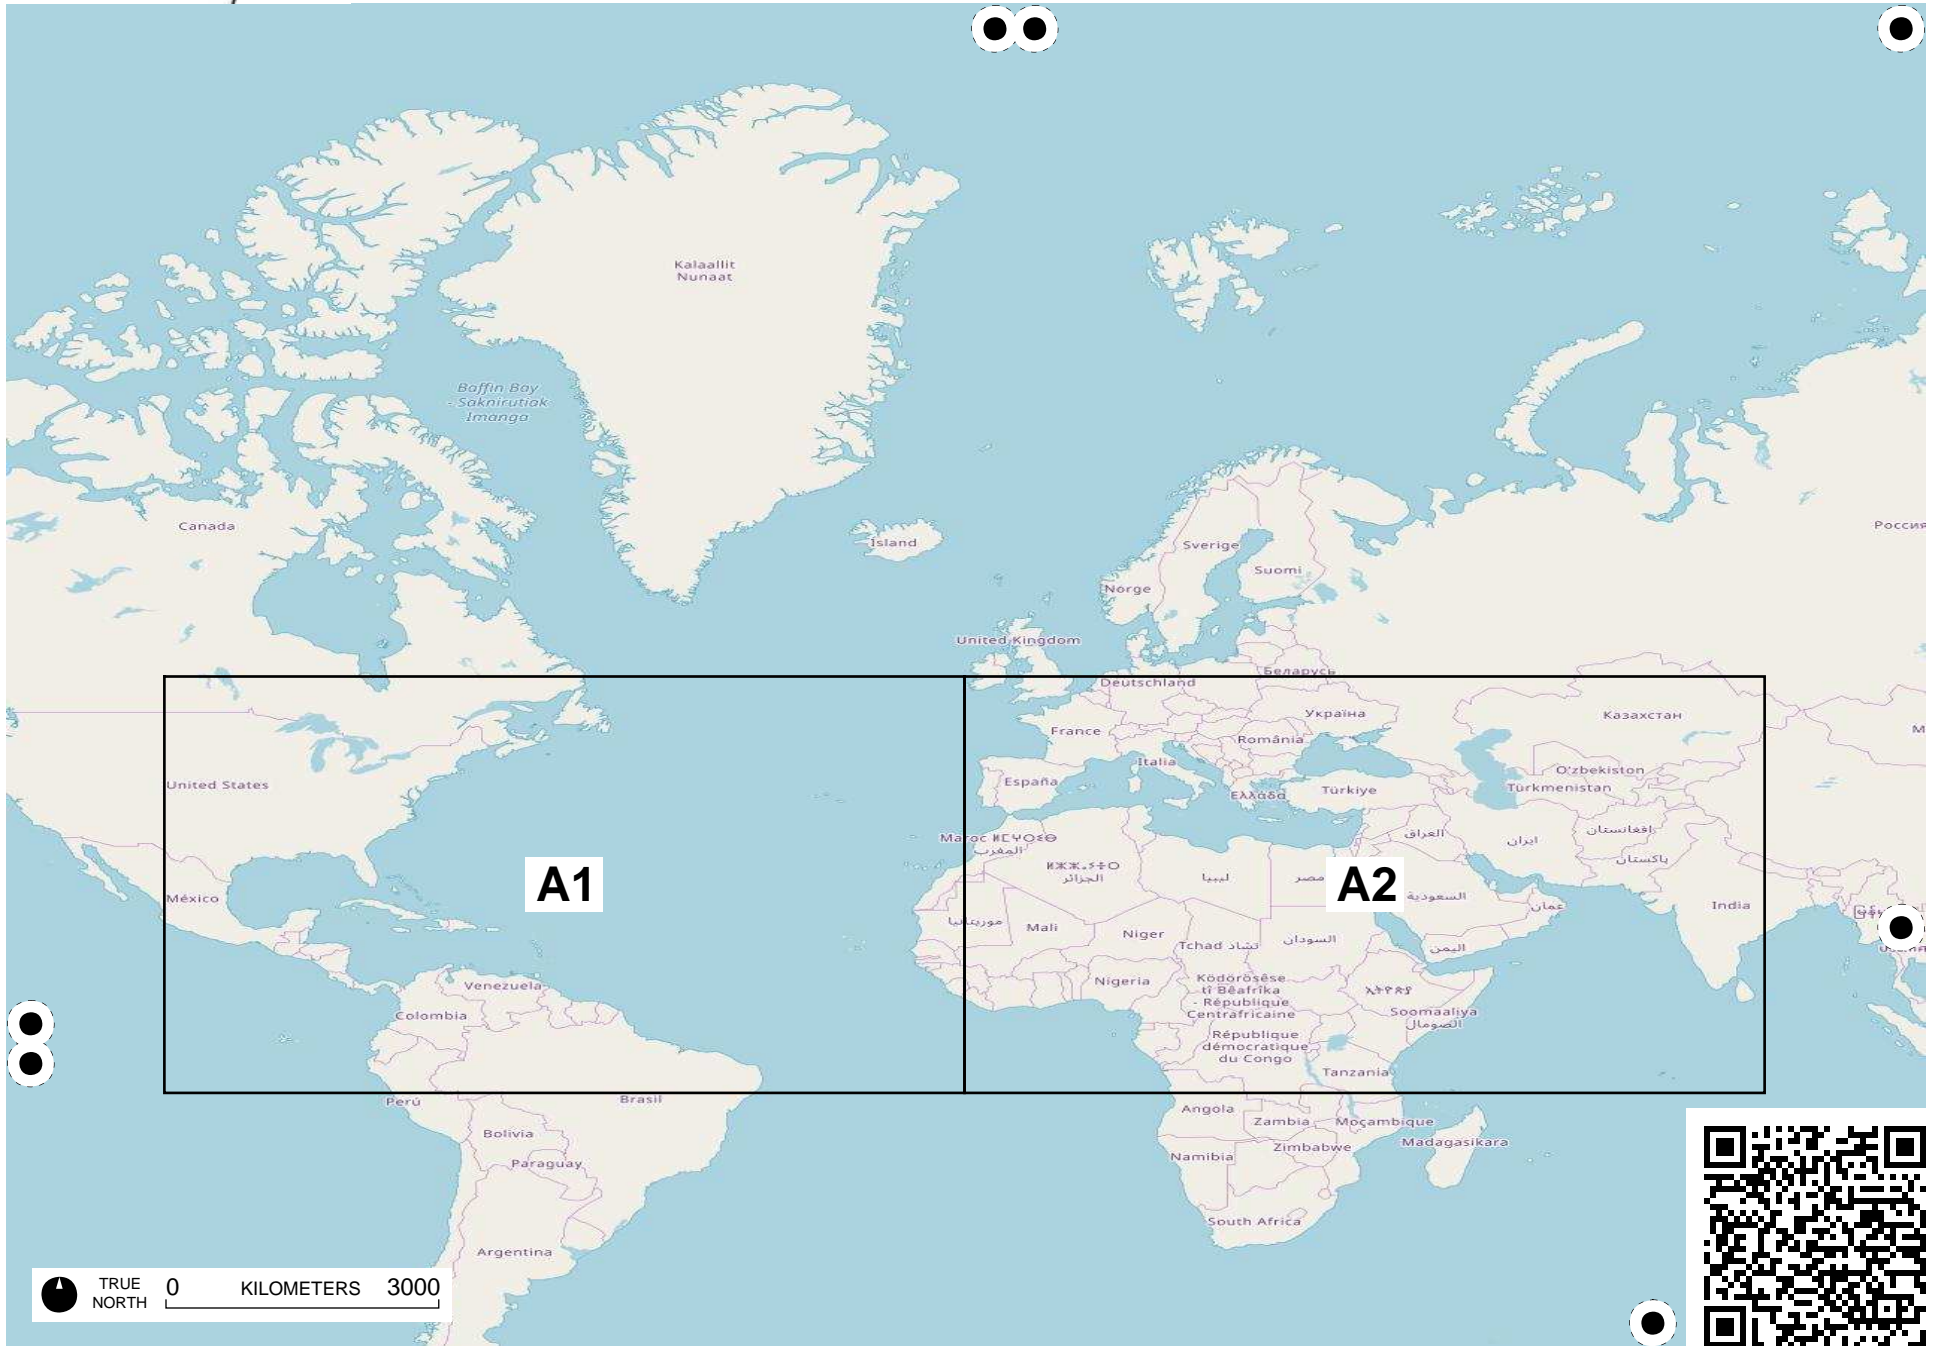 Kalaallit
Nunaat
Baffin Bay
- Saknirutiak
Imanga
Canada
Ísland
Sverige
Suomi
Norge
United Kingdom
Беларусь
Deutschland
Україна
Казахстан
France
România
Italia
O'zbekiston
España
Türkmenistan
United States
Türkiye
Ελλάδα
Maroc ⵍⵎⵖⵔⵉⴱ
المغرب
العراق
ایران
افغانستان
پاکستان
ⵍⵣⵣⴰⵢⴻⵔ
الجزائر
ليبيا
مصر
السعودية
عمان
India
A1
A2
México
موريتانيا
Mali
Niger
Tchad تشاد
السودان
اليمن
Nigeria
Ködörösêse
tî Bêafrîka
- République
Centrafricaine
ኢትዮጵያ
Venezuela
Colombia
Soomaaliya
الصومال
République
démocratique
du Congo
Tanzania
Perú
Brasil
Angola
Zambia
Moçambique
Bolivia
Madagasikara
Zimbabwe
Namibia
Paraguay
South Africa
Argentina
TRUE
NORTH
0 KILOMETERS 3000